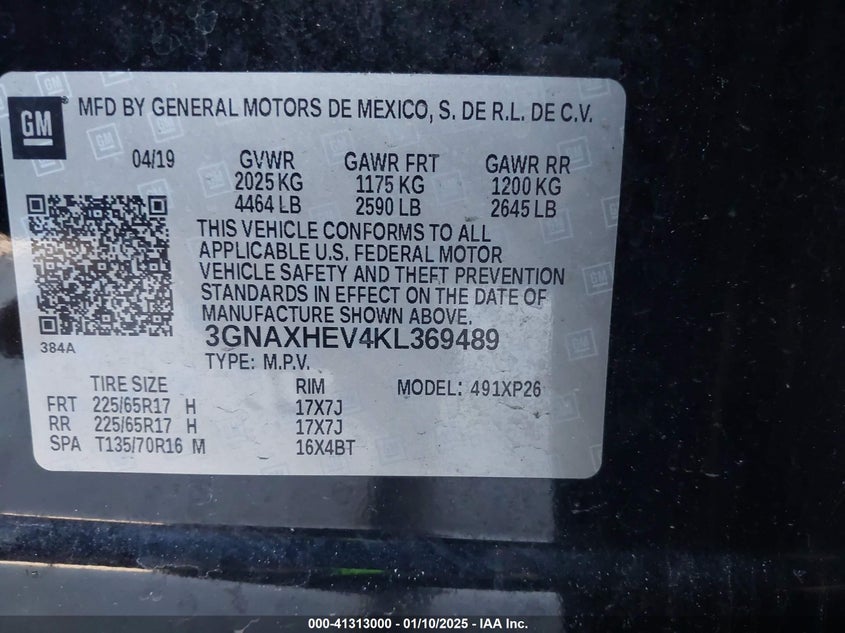 GM
® MFD BY GENERAL MOTORS DE MEXICO, S. DE R.L. DE C.V.
04/19 GVWR GAWR FRT GAWR RR
2025 KG 1175 KG 1200 KG
4464 LB 2590 LB 2645 LB
THIS VEHICLE CONFORMS TO ALL
APPLICABLE U.S. FEDERAL MOTOR
VEHICLE SAFETY AND THEFT PREVENTION
STANDARDS IN EFFECT ON THE DATE OF
MANUFACTURE SHOWN ABOVE.
3GNAXHEV4KL369489
384A
TYPE: M.P.V.
TIRE SIZE RIM MODEL: 491XP26
FRT 225/65R17 H 17X7J
RR 225/65R17 H 17X7J
SPA T135/70R16 M 16X4BT
000-41313000 - 01/10/2025 - IAA Inc.